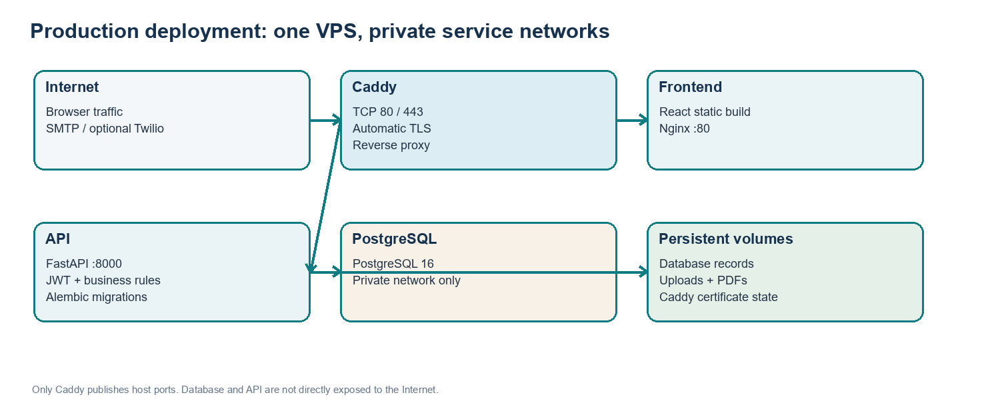 Production deployment: one VPS, private service networks
Internet
Browser traffic
SMTP / optional Twilio
Caddy
TCP 80 / 443
Automatic TLS
Reverse proxy
Frontend
React static build
Nginx :80
API
FastAPI :8000
JWT + business rules
Alembic migrations
PostgreSQL
PostgreSQL 16
Private network only
Persistent volumes
Database records
Uploads + PDFs
Caddy certificate state
Only Caddy publishes host ports. Database and API are not directly exposed to the Internet.